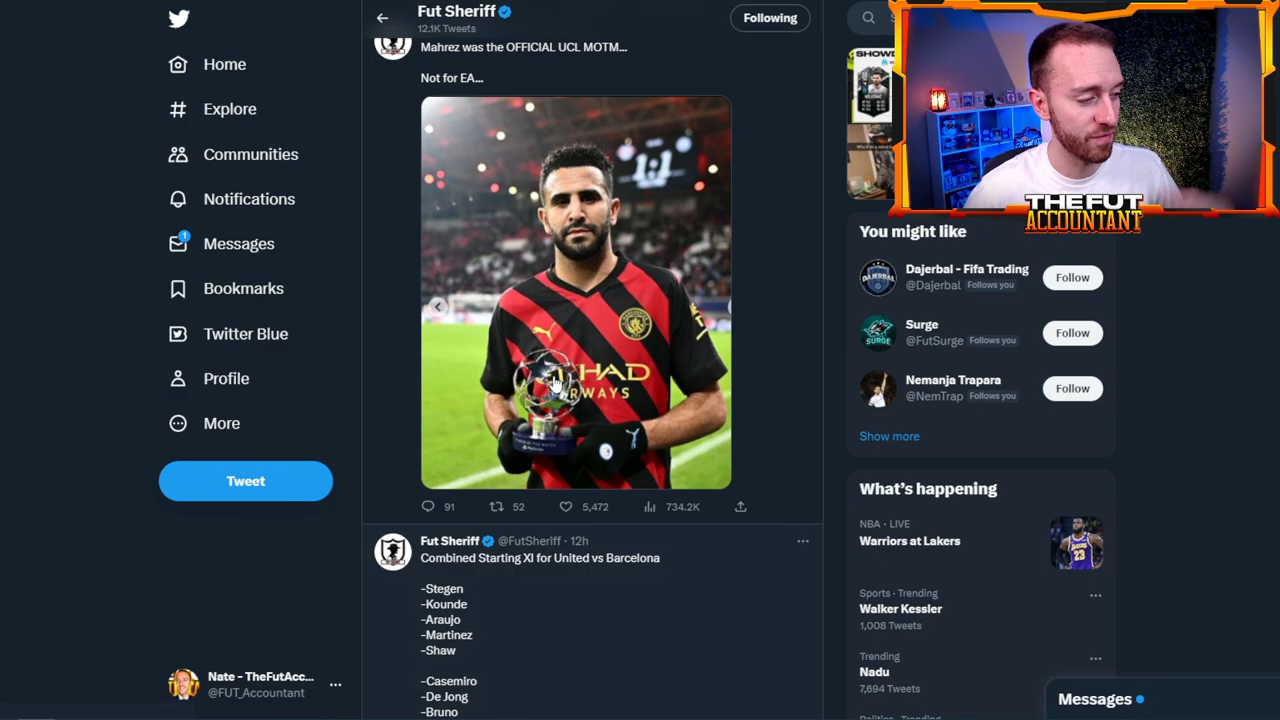 Home
Explore
Communities
Notifications
1
Messages
Bookmarks
Twitter Blue
Profile
More
Tweet
Nate - TheFutAcc...
@FUT_Accountant
Fut Sheriff
12.1K Tweets
Following
Mahrez was the OFFICIAL UCL MOTM...
Not for EA...
1:1
ETIHAD
AIRWAYS
91
52
5,472
734.2K
Fut Sheriff @FutSheriff · 12h
Combined Starting XI for United vs Barcelona
-Stegen
-Kounde
-Araujo
-Martinez
-Shaw
-Casemiro
-De Jong
-Bruno
THE FUT
ACCOUNTANT
You might like
Dajerbal - Fifa Trading
@Dajerbal Follows you
Follow
Surge
@FutSurge Follows you
Follow
Nemanja Trapara
@NemTrap Follows you
Follow
Show more
What's happening
NBA · LIVE
Warriors at Lakers
Sports · Trending
Walker Kessler
1,008 Tweets
Trending
Nadu
7,694 Tweets
Messages